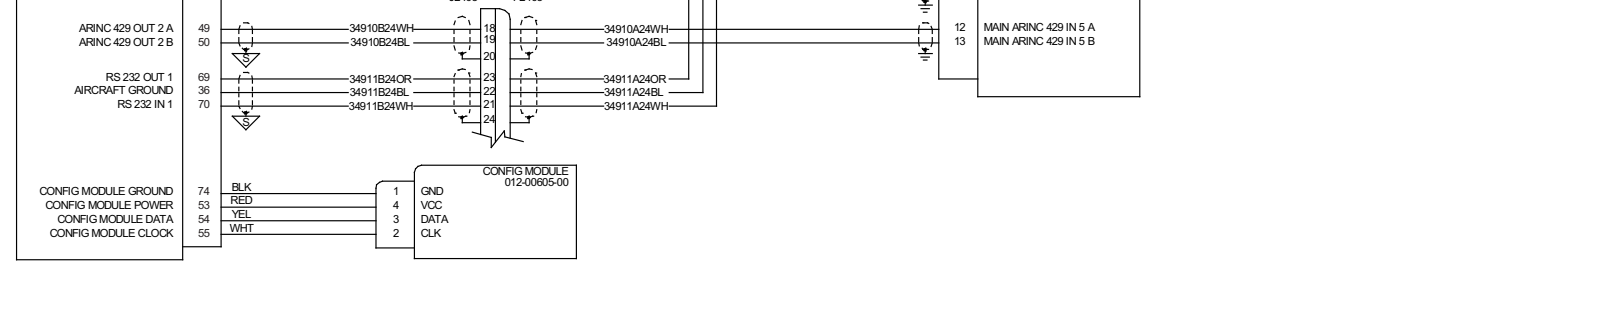 ARINC 429 OUT 2 A 49 34910B24WH 18 34910A24WH 12 MAIN ARINC 429 IN 5 A
ARINC 429 OUT 2 B 50 34910B24BL 19 34910A24BL 13 MAIN ARINC 429 IN 5 B
S 20
RS 232 OUT 1 69 34911B24OR 23 34911A24OR
AIRCRAFT GROUND 36 34911B24BL 22 34911A24BL
RS 232 IN 1 70 34911B24WH 21 34911A24WH
S 24
CONFIG MODULE
012-00605-00
CONFIG MODULE GROUND 74 BLK 1 GND
CONFIG MODULE POWER 53 RED 4 VCC
CONFIG MODULE DATA 54 YEL 3 DATA
CONFIG MODULE CLOCK 55 WHT 2 CLK